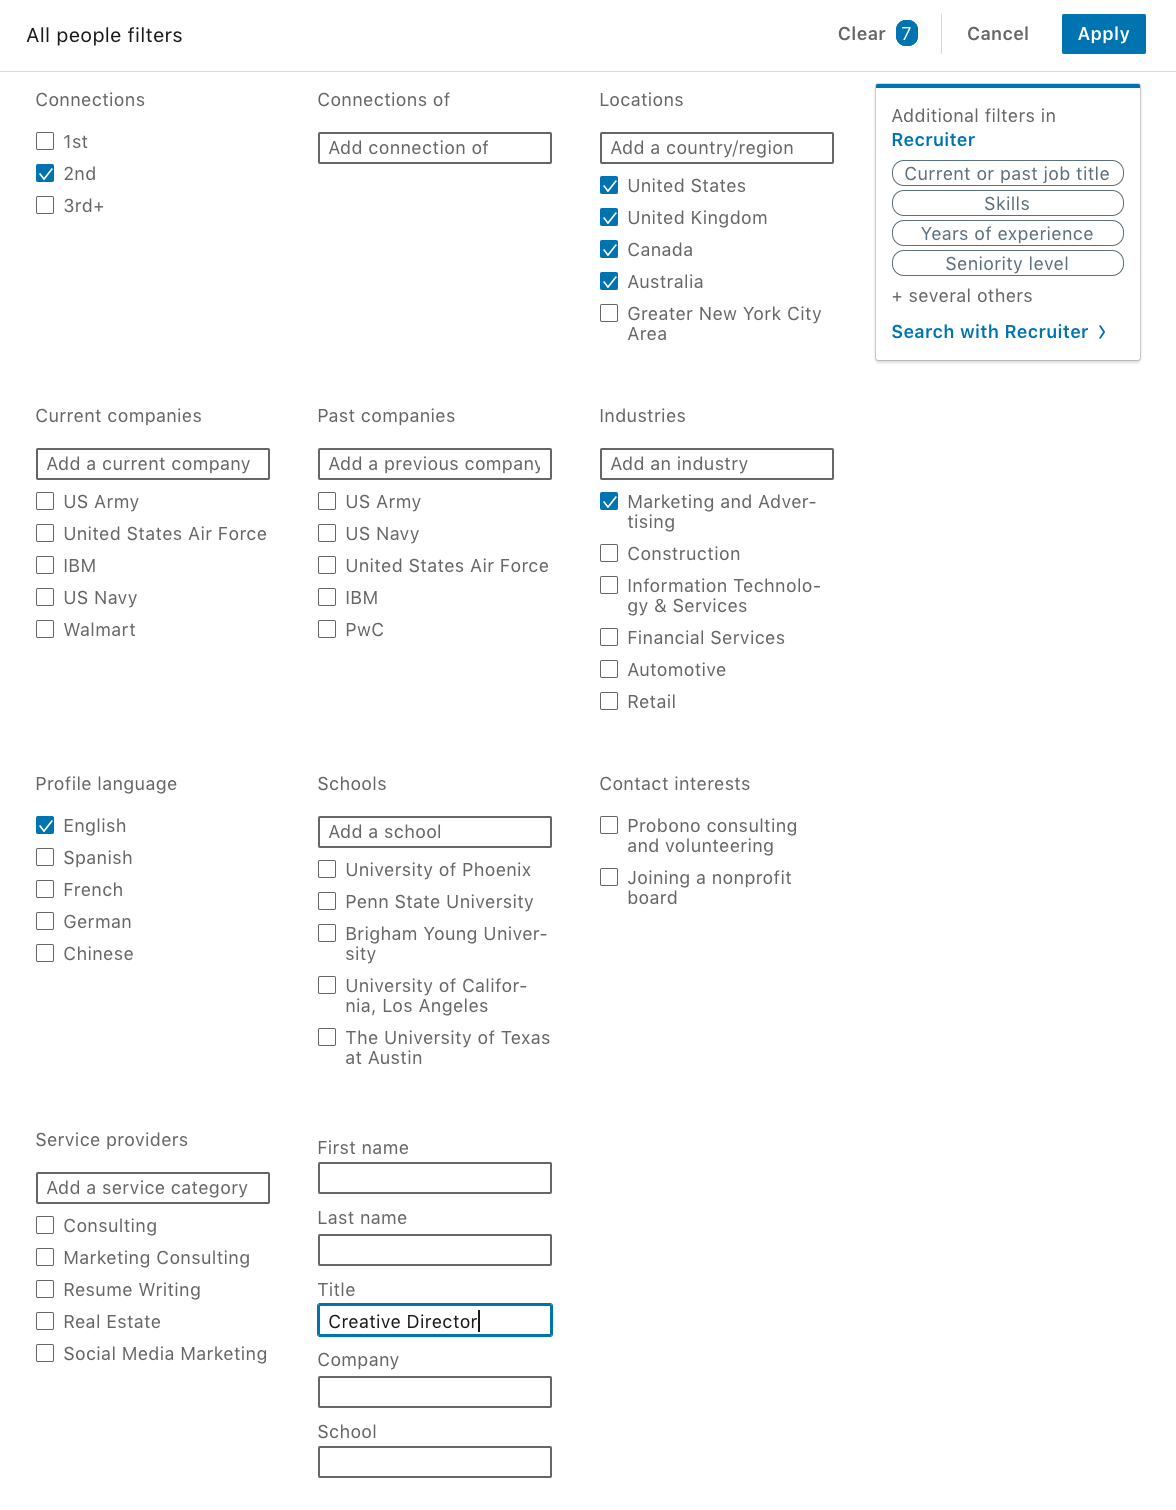 All people filters
Clear 7
Cancel
Apply
Connections
1st
2nd
3rd+
Connections of
Add connection of
Locations
Add a country/region
United States
United Kingdom
Canada
Australia
Greater New York City
Area
Additional filters in
Recruiter
Current or past job title
Skills
Years of experience
Seniority level
+ several others
Search with Recruiter
Current companies
Add a current company
US Army
United States Air Force
IBM
US Navy
Walmart
Past companies
Add a previous company
US Army
US Navy
United States Air Force
IBM
PwC
Industries
Add an industry
Marketing and Adver-
tising
Construction
Information Technolo-
gy & Services
Financial Services
Automotive
Retail
Profile language
English
Spanish
French
German
Chinese
Schools
Add a school
University of Phoenix
Penn State University
Brigham Young Univer-
sity
University of Califor-
nia, Los Angeles
The University of Texas
at Austin
Contact interests
Probono consulting
and volunteering
Joining a nonprofit
board
Service providers
Add a service category
Consulting
Marketing Consulting
Resume Writing
Real Estate
Social Media Marketing
First name
Last name
Title
Creative Director
Company
School